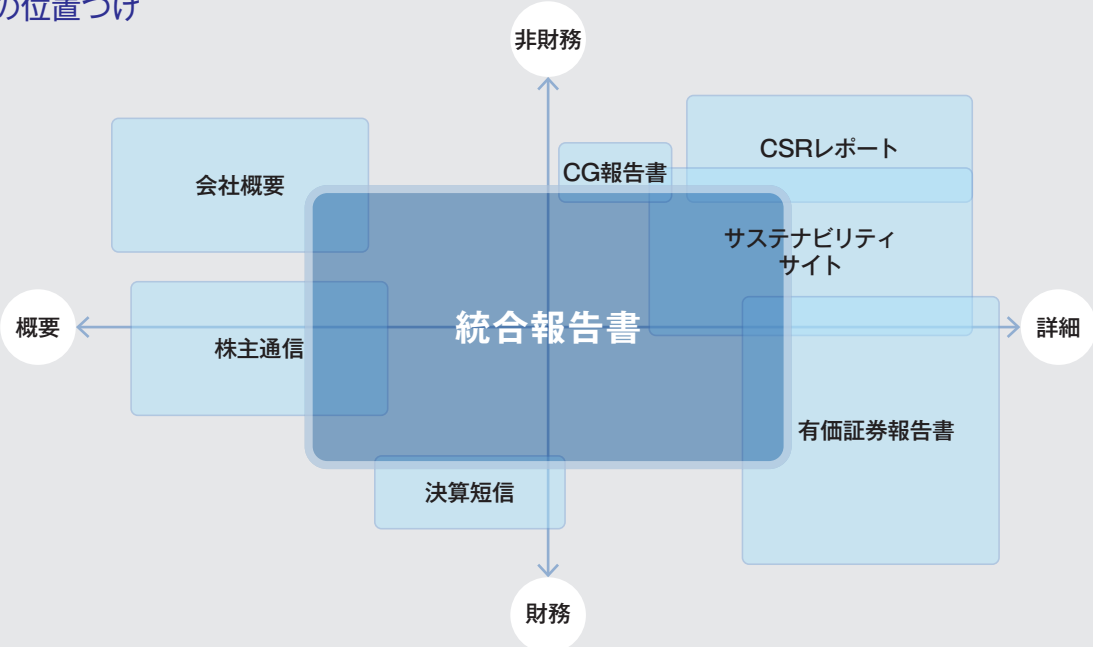 の位置づけ
非財務
CSRレポート
CG報告書
会社概要
サステナビリティ
サイト
概要
統合報告書
詳細
株主通信
有価証券報告書
決算短信
財務